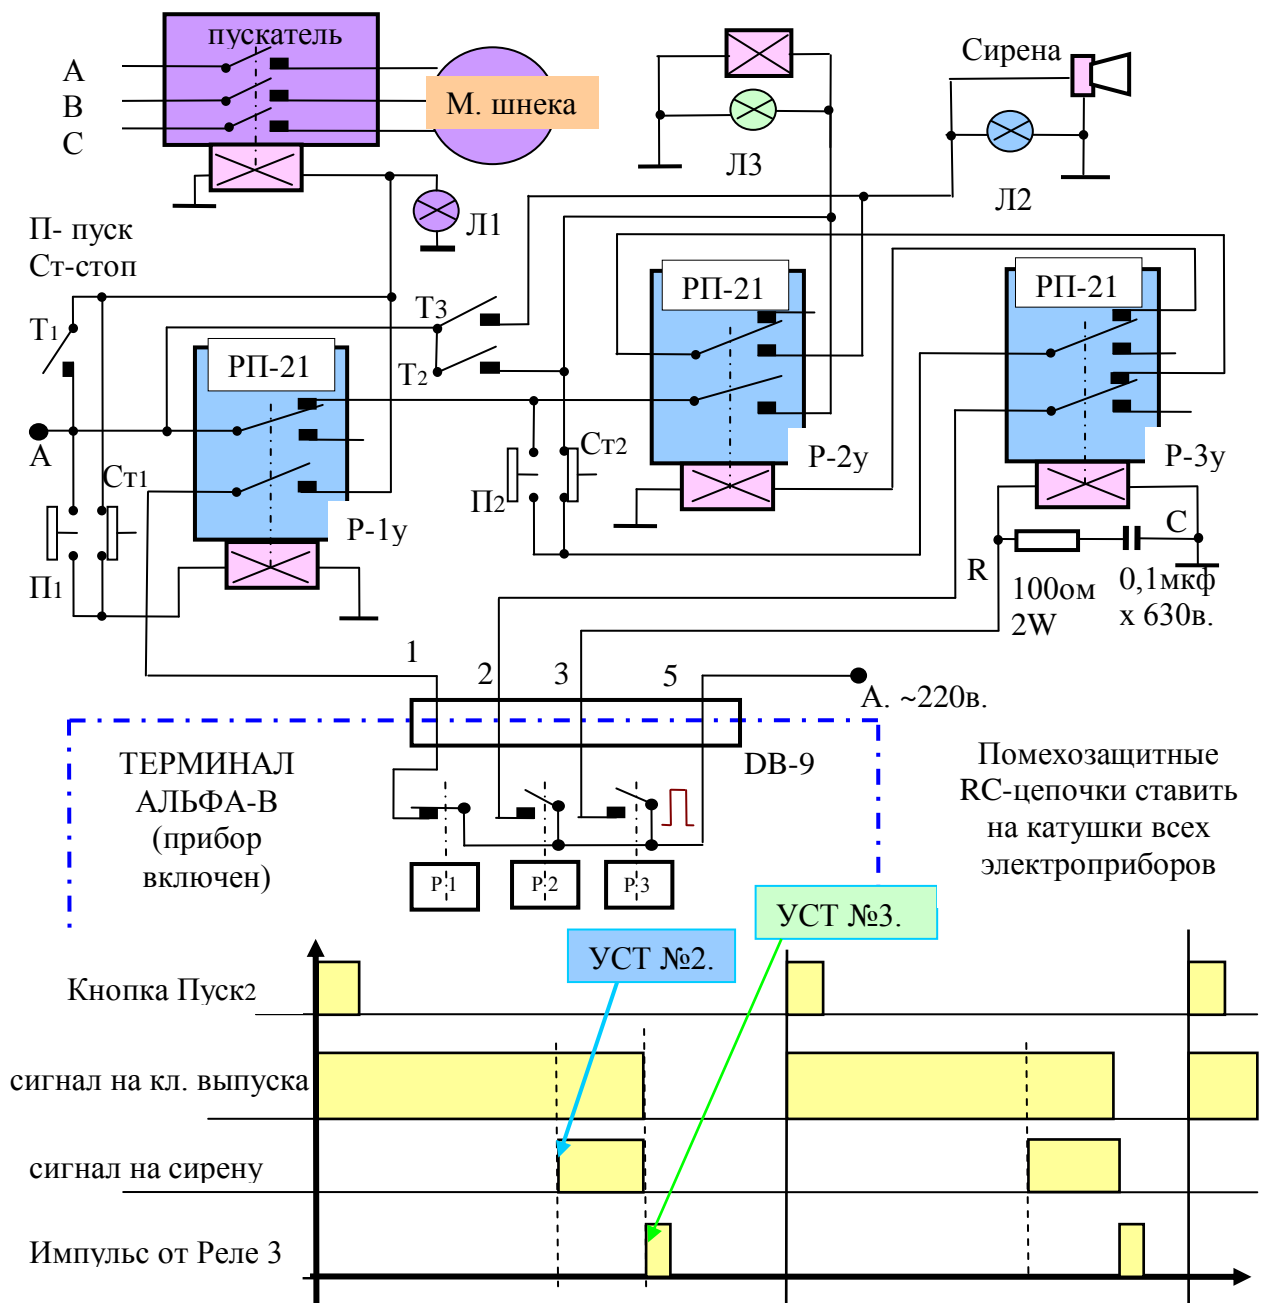 пускатель
А
В
С
М. шнека
Сирена
Л3
Л2
Л1
П- пуск
Ст-стоп
Т1
Т3
Т2
РП-21
РП-21
РП-21
А
Ст1
П1
Р-1у
П2
Ст2
Р-2у
Р-3у
R
С
100ом
2W
0,1мкф
х 630в.
1
2
3
5
А. ~220в.
DB-9
ТЕРМИНАЛ
АЛЬФА-В
(прибор
включен)
Помехозащитные
RC-цепочки ставить
на катушки всех
электроприборов
Р-1
Р-2
Р-3
УСТ №3.
УСТ №2.
Кнопка Пуск2
сигнал на кл. выпуска
сигнал на сирену
Импульс от Реле 3